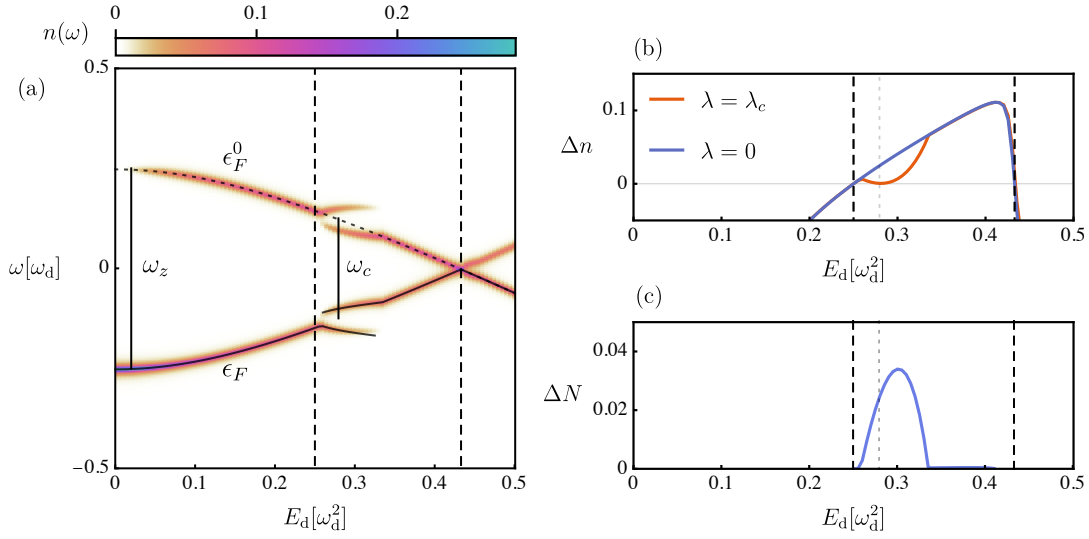 0 0.1 0.2
n(ω)
(a)
0.5
ϵ_F^0
ω[ω_d]
0
ω_z
ω_c
ϵ_F
−0.5
0 0.1 0.2 0.3 0.4 0.5
E_d[ω_d^2]
(b)
λ = λ_c
0.1
Δn
λ = 0
0
0 0.1 0.2 0.3 0.4 0.5
E_d[ω_d^2]
(c)
0.04
ΔN
0.02
0
0 0.1 0.2 0.3 0.4 0.5
E_d[ω_d^2]